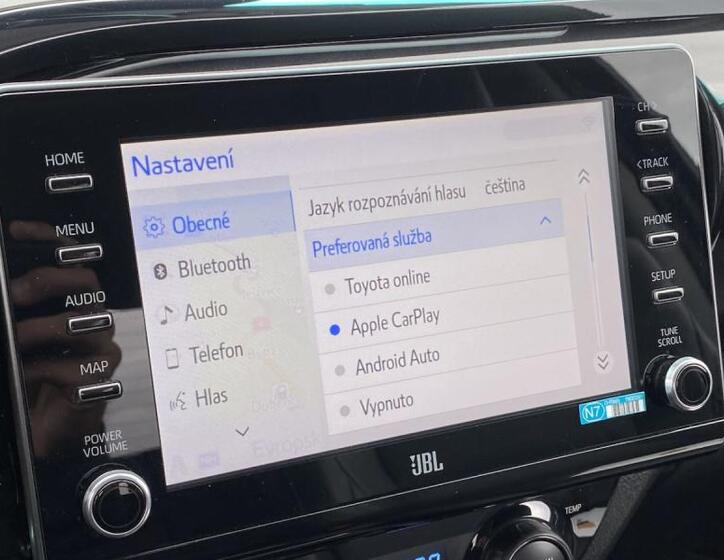 HOME
MENU
AUDIO
MAP
POWER
VOLUME
Nastavení
Obecné
Bluetooth
Audio
Telefon
Hlas
Jazyk rozpoznávání hlasu čeština
Preferovaná služba
Toyota online
Apple CarPlay
Android Auto
Vypnuto
CH >
< TRACK
PHONE
SETUP
TUNE
SCROLL
N7
JBL
TEMP